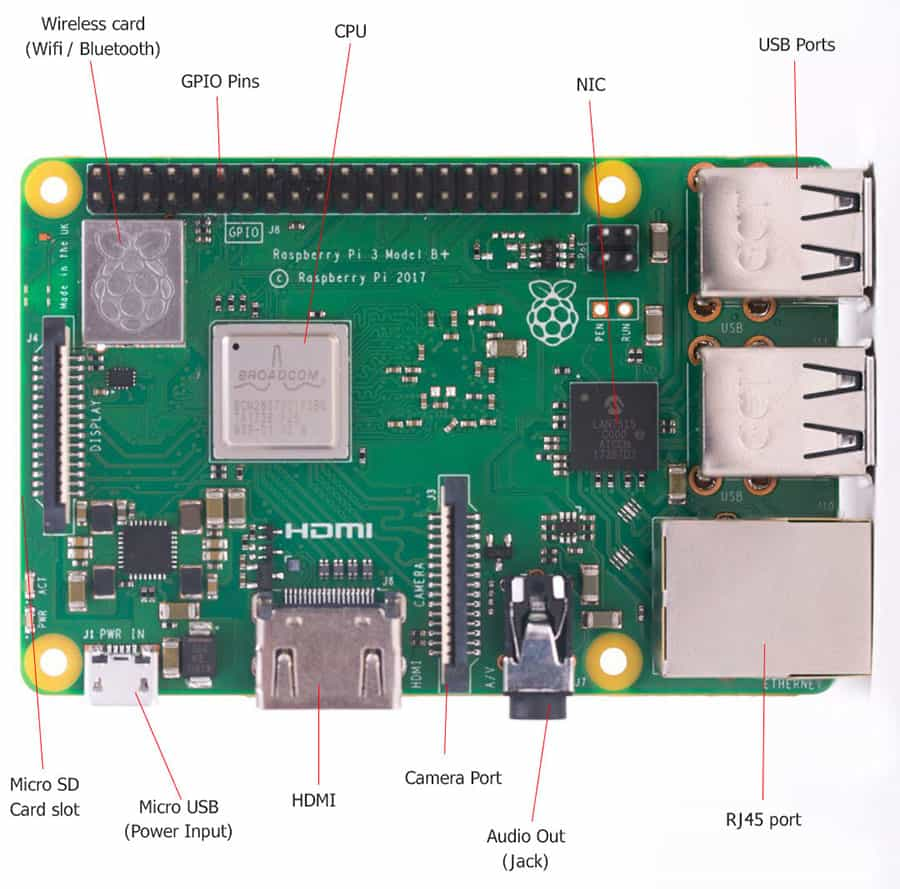 Wireless card
(Wifi / Bluetooth)
CPU
GPIO Pins
NIC
USB Ports
GPIO
J8
Raspberry Pi 3 Model B+
© Raspberry Pi 2017
Made in the UK
PoE
PEN
RUN
USB
J4
DISPLAY
BROADCOM
USB
J3
HDMI
CAMERA
ACT
PWR
J1 PWR IN
J6
HDMI
A/V
J7
ETHERNET
Micro SD
Card slot
Micro USB
(Power Input)
HDMI
Camera Port
Audio Out
(Jack)
RJ45 port